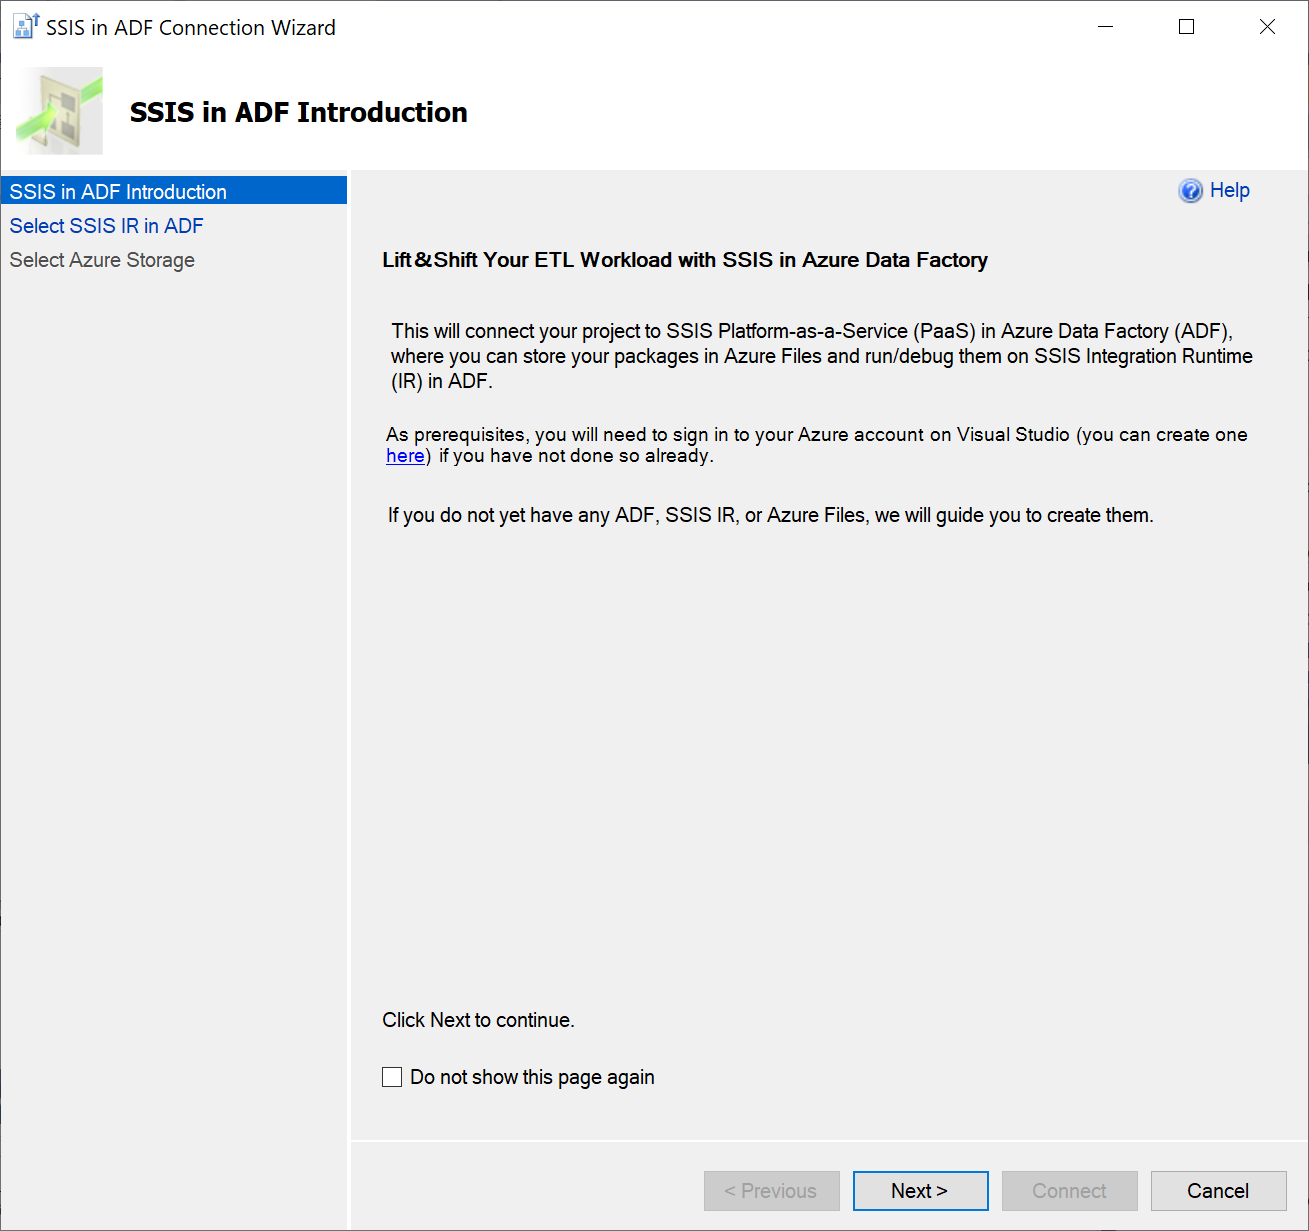 SSIS in ADF Connection Wizard
SSIS in ADF Introduction
SSIS in ADF Introduction
Select SSIS IR in ADF
Select Azure Storage
Help
Lift&Shift Your ETL Workload with SSIS in Azure Data Factory
This will connect your project to SSIS Platform-as-a-Service (PaaS) in Azure Data Factory (ADF),
where you can store your packages in Azure Files and run/debug them on SSIS Integration Runtime
(IR) in ADF.
As prerequisites, you will need to sign in to your Azure account on Visual Studio (you can create one
here) if you have not done so already.
If you do not yet have any ADF, SSIS IR, or Azure Files, we will guide you to create them.
Click Next to continue.
Do not show this page again
< Previous
Next >
Connect
Cancel